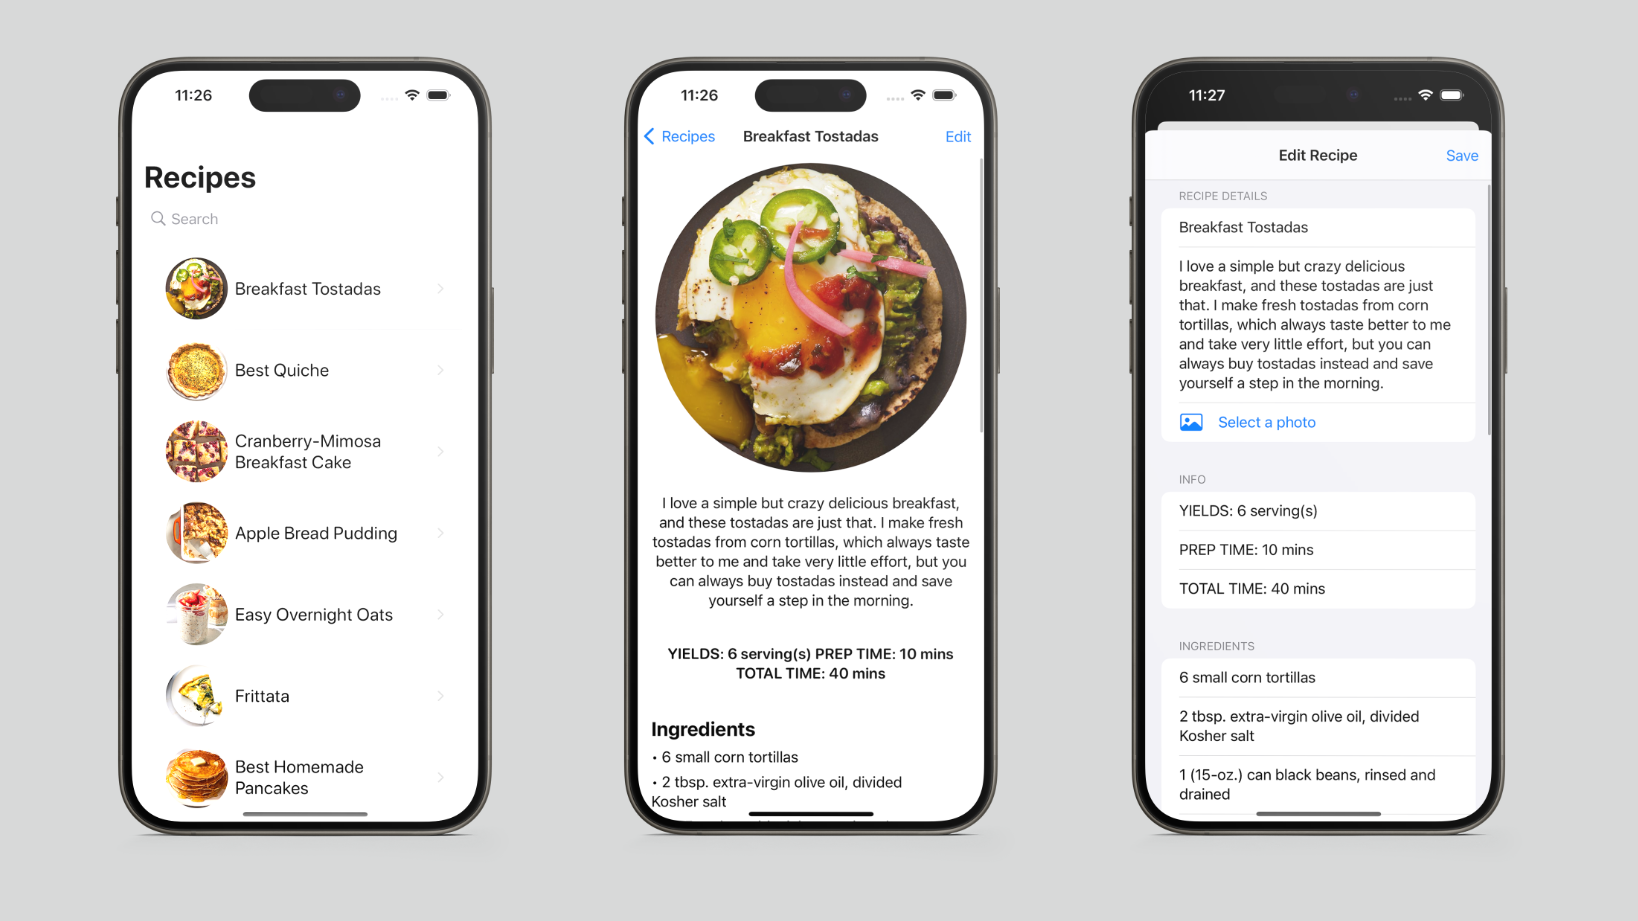 11:26
Recipes
Search
Breakfast Tostadas
Best Quiche
Cranberry-Mimosa
Breakfast Cake
Apple Bread Pudding
Easy Overnight Oats
Frittata
Best Homemade
Pancakes
11:26
Recipes
Breakfast Tostadas
Edit
I love a simple but crazy delicious breakfast,
and these tostadas are just that. I make fresh
tostadas from corn tortillas, which always taste
better to me and take very little effort, but you
can always buy tostadas instead and save
yourself a step in the morning.
YIELDS: 6 serving(s) PREP TIME: 10 mins
TOTAL TIME: 40 mins
Ingredients
• 6 small corn tortillas
• 2 tbsp. extra-virgin olive oil, divided
Kosher salt
11:27
Edit Recipe
Save
RECIPE DETAILS
Breakfast Tostadas
I love a simple but crazy delicious
breakfast, and these tostadas are just
that. I make fresh tostadas from corn
tortillas, which always taste better to me
and take very little effort, but you can
always buy tostadas instead and save
yourself a step in the morning.
Select a photo
INFO
YIELDS: 6 serving(s)
PREP TIME: 10 mins
TOTAL TIME: 40 mins
INGREDIENTS
6 small corn tortillas
2 tbsp. extra-virgin olive oil, divided
Kosher salt
1 (15-oz.) can black beans, rinsed and
drained